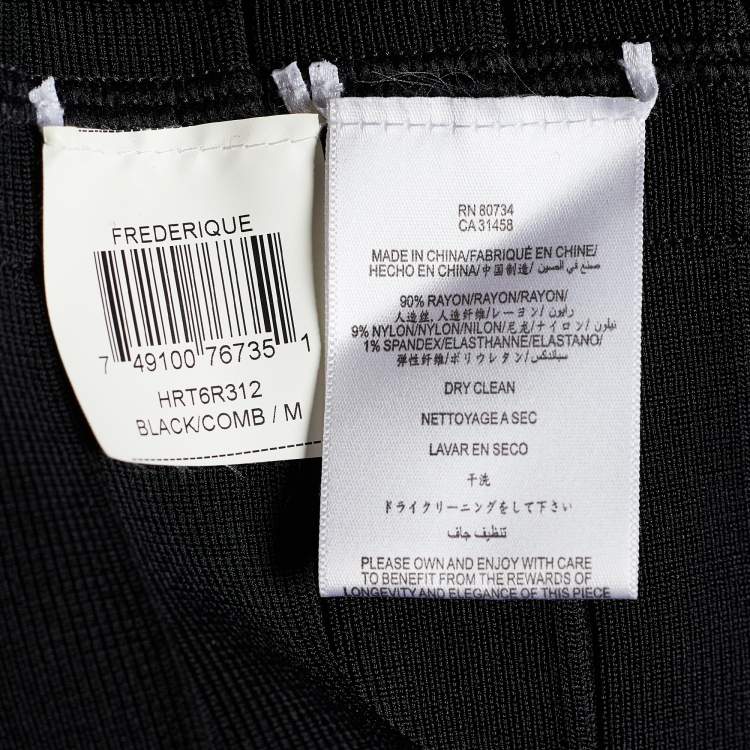 FREDERIQUE
7 49100 76735 1
HRT6R312
BLACK/COMB / M
RN 80734
CA 31458
MADE IN CHINA/FABRIQUÉ EN CHINE/
HECHO EN CHINA/中国制造/صنع في الصين/
90% RAYON/RAYON/RAYON/
人造丝, 人造纤维/レーヨン/رايون/
9% NYLON/NYLON/NILON/尼龙/ナイロン/نيلون/
1% SPANDEX/ELASTHANNE/ELASTANO/
弹性纤维/ポリウレタン/سباندكس
DRY CLEAN
NETTOYAGE A SEC
LAVAR EN SECO
干洗
ドライクリーニングをして下さい
تنظيف جاف
PLEASE OWN AND ENJOY WITH CARE
TO BENEFIT FROM THE REWARDS OF
LONGEVITY AND ELEGANCE OF THIS PIECE